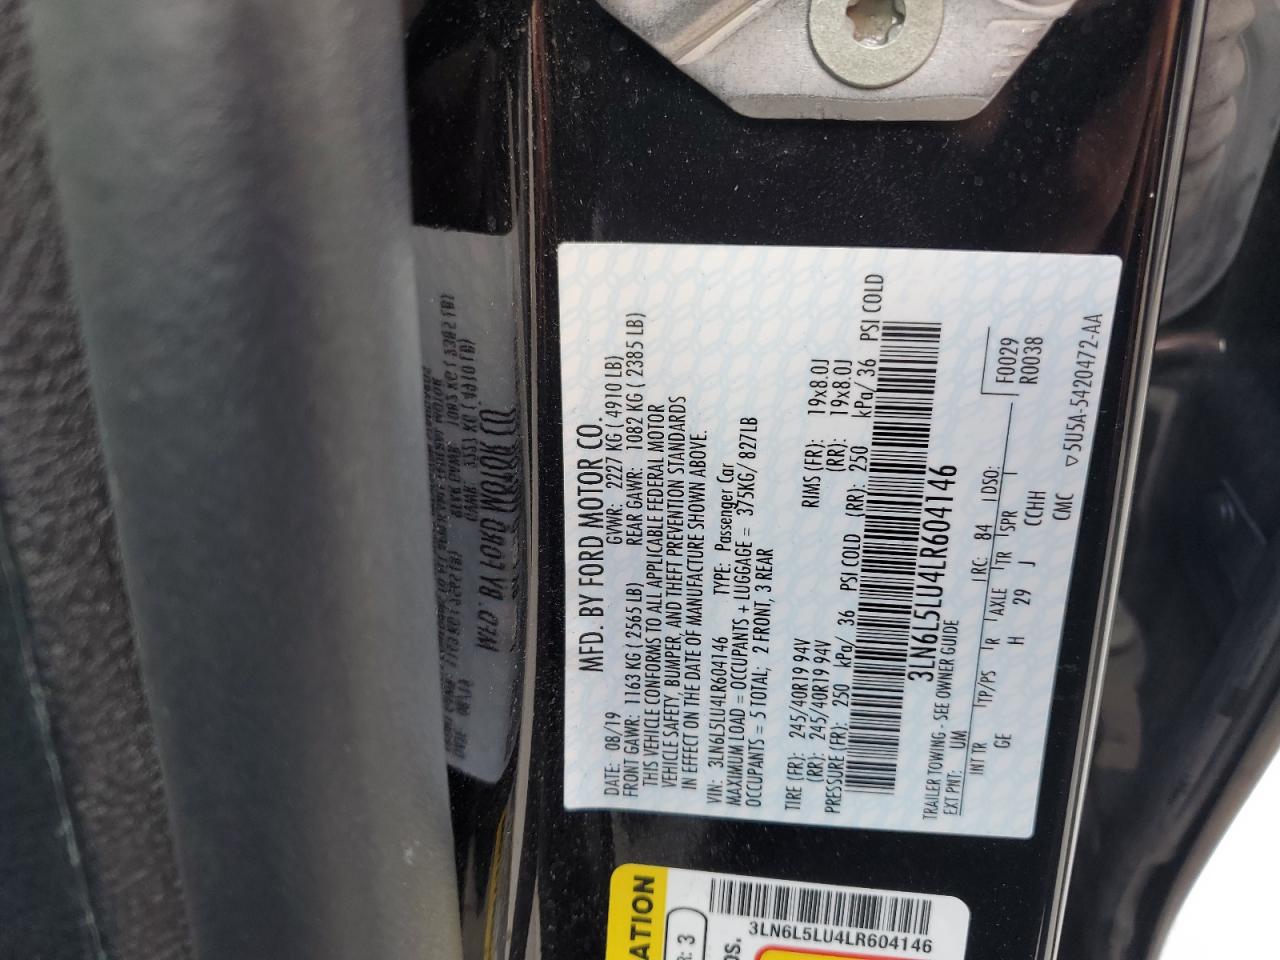 MFD. BY FORD MOTOR CO.
DATE: 08/19 GVWR: 2227 KG ( 4910 LB)
FRONT GAWR: 1163 KG ( 2565 LB) REAR GAWR: 1082 KG ( 2385 LB)
THIS VEHICLE CONFORMS TO ALL APPLICABLE FEDERAL MOTOR
VEHICLE SAFETY, BUMPER, AND THEFT PREVENTION STANDARDS
IN EFFECT ON THE DATE OF MANUFACTURE SHOWN ABOVE.
VIN: 3LN6L5LU4LR604146 TYPE: Passenger Car
MAXIMUM LOAD = OCCUPANTS + LUGGAGE = 375KG/ 827LB
OCCUPANTS = 5 TOTAL; 2 FRONT, 3 REAR
TIRE (FR): 245/40R19 94V RIMS (FR): 19x8.0J
(RR): 245/40R19 94V (RR): 19x8.0J
PRESSURE (FR): 250 kPa/ 36 PSI COLD (RR): 250 kPa/ 36 PSI COLD
3LN6L5LU4LR604146
TRAILER TOWING - SEE OWNER GUIDE
EXT PNT: UM RC: 84 DSO: F0029
R0038
INT TR TP/PS R AXLE TR SPR
GE H 29 J CCHH
CMC ▽5U5A-5420472-AA
ATION
: 3
os.
3LN6L5LU4LR604146